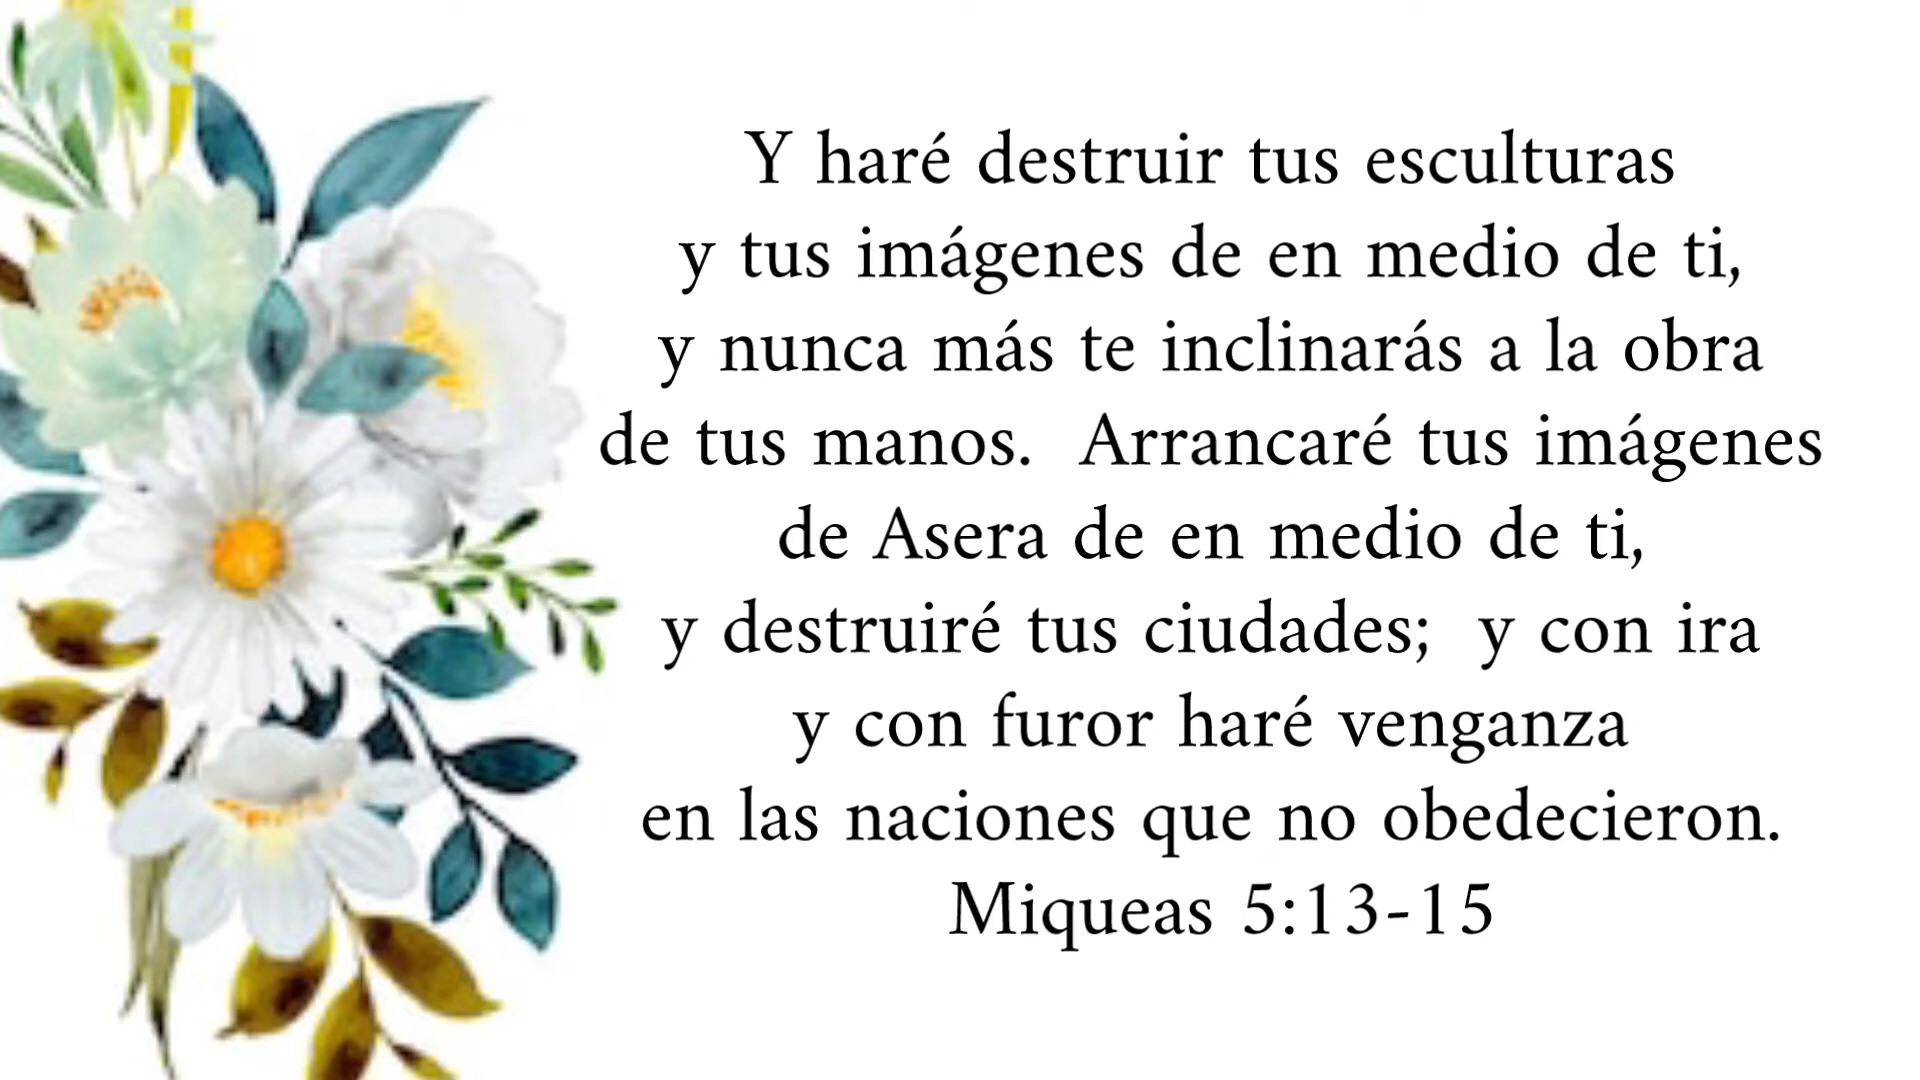 Y haré destruir tus esculturas
y tus imágenes de en medio de ti,
y nunca más te inclinarás a la obra
de tus manos.  Arrancaré tus imágenes
de Asera de en medio de ti,
y destruiré tus ciudades;  y con ira
y con furor haré venganza
en las naciones que no obedecieron.
Miqueas 5:13-15